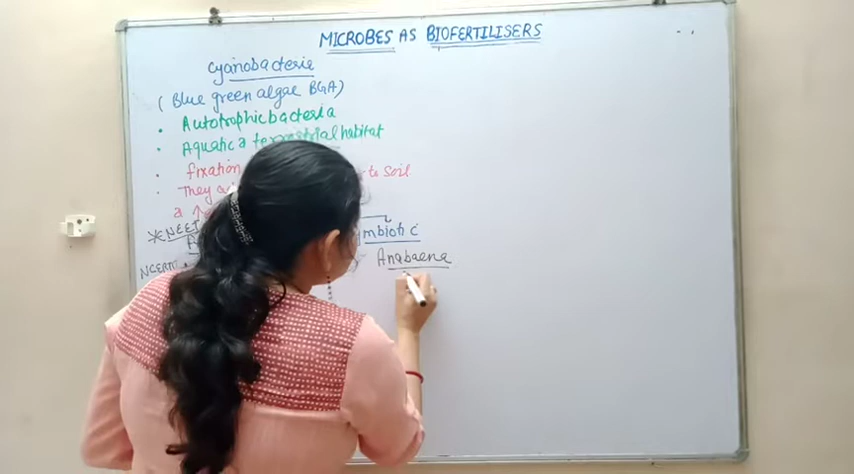 MICROBES AS BIOFERTILISERS
Cyanobacteria
(Blue green algae BGA)
• Autotrophic bacteria
• Aquatic & terrestrial habitat
• fixation to Soil
• They
a ↑
*NEET mbiotic
NCERT Anabaena